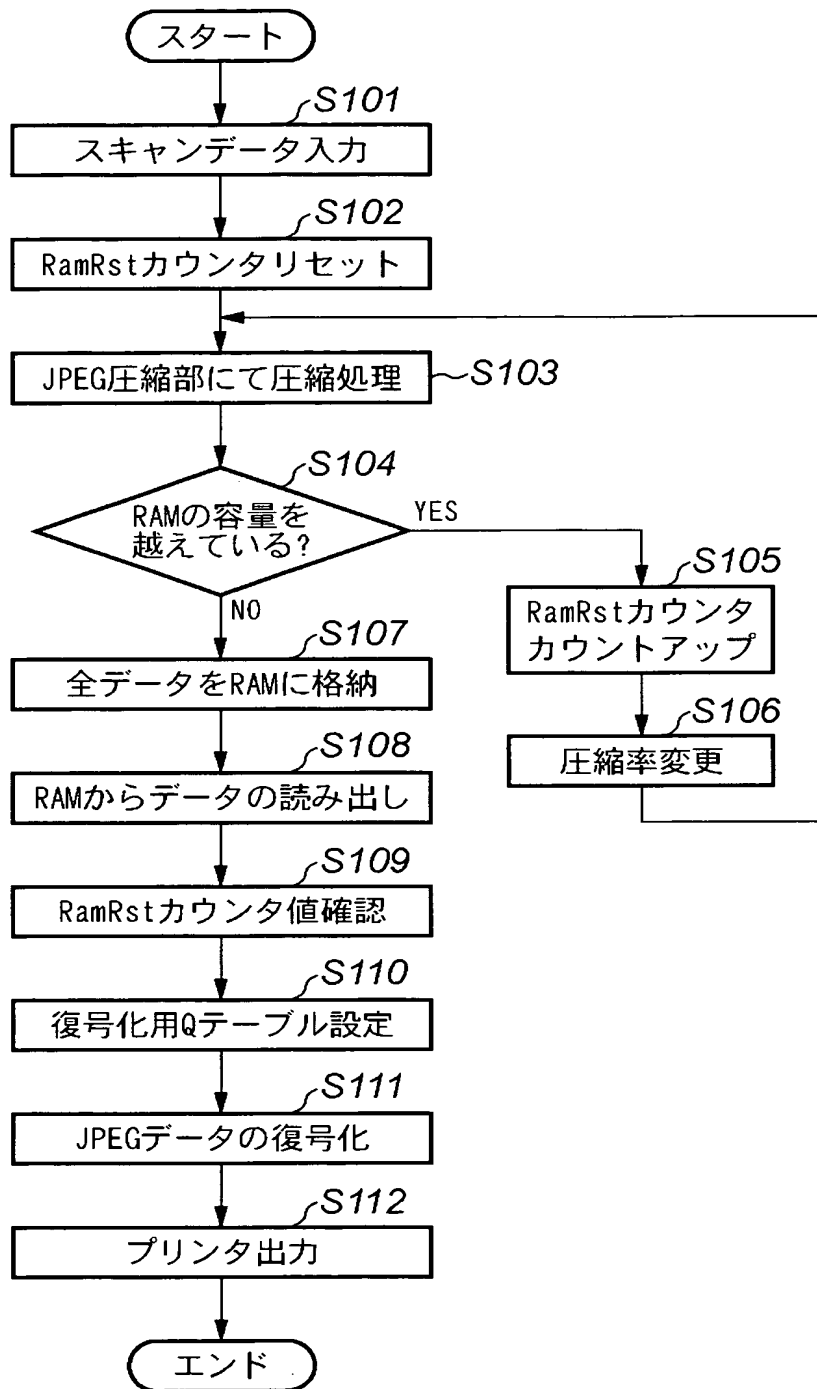 スタート
S101
スキャンデータ入力
S102
RamRstカウンタリセット
JPEG圧縮部にて圧縮処理
S103
S104
RAMの容量を
越えている?
YES
NO
S105
RamRstカウンタ
カウントアップ
S106
圧縮率変更
S107
全データをRAMに格納
S108
RAMからデータの読み出し
S109
RamRstカウンタ値確認
S110
復号化用Qテーブル設定
S111
JPEGデータの復号化
S112
プリンタ出力
エンド